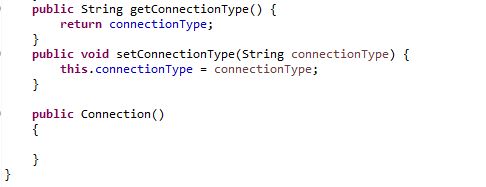 public String getConnectionType() {
return connectionType;
}
public void setConnectionType(String connectionType) {
this.connectionType = connectionType;
}
public Connection()
{
}
}